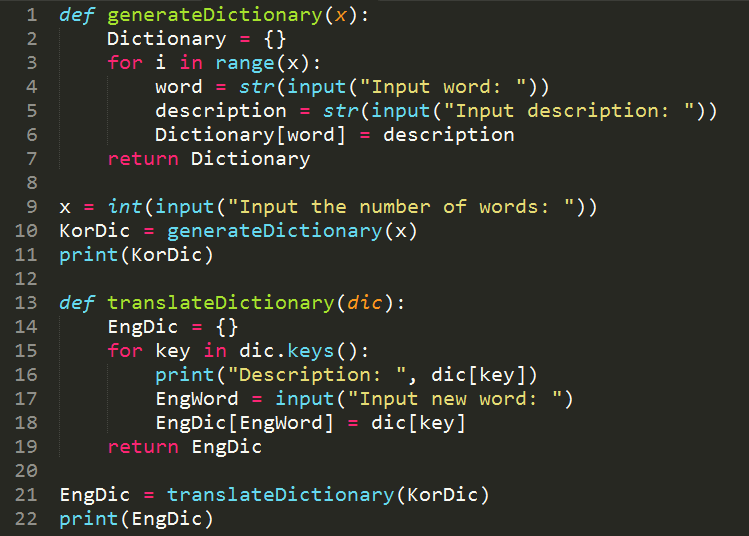 1 def generateDictionary(x):
2     Dictionary = {}
3     for i in range(x):
4         word = str(input("Input word: "))
5         description = str(input("Input description: "))
6         Dictionary[word] = description
7     return Dictionary
8
9 x = int(input("Input the number of words: "))
10 KorDic = generateDictionary(x)
11 print(KorDic)
12
13 def translateDictionary(dic):
14     EngDic = {}
15     for key in dic.keys():
16         print("Description: ", dic[key])
17         EngWord = input("Input new word: ")
18         EngDic[EngWord] = dic[key]
19     return EngDic
20
21 EngDic = translateDictionary(KorDic)
22 print(EngDic)